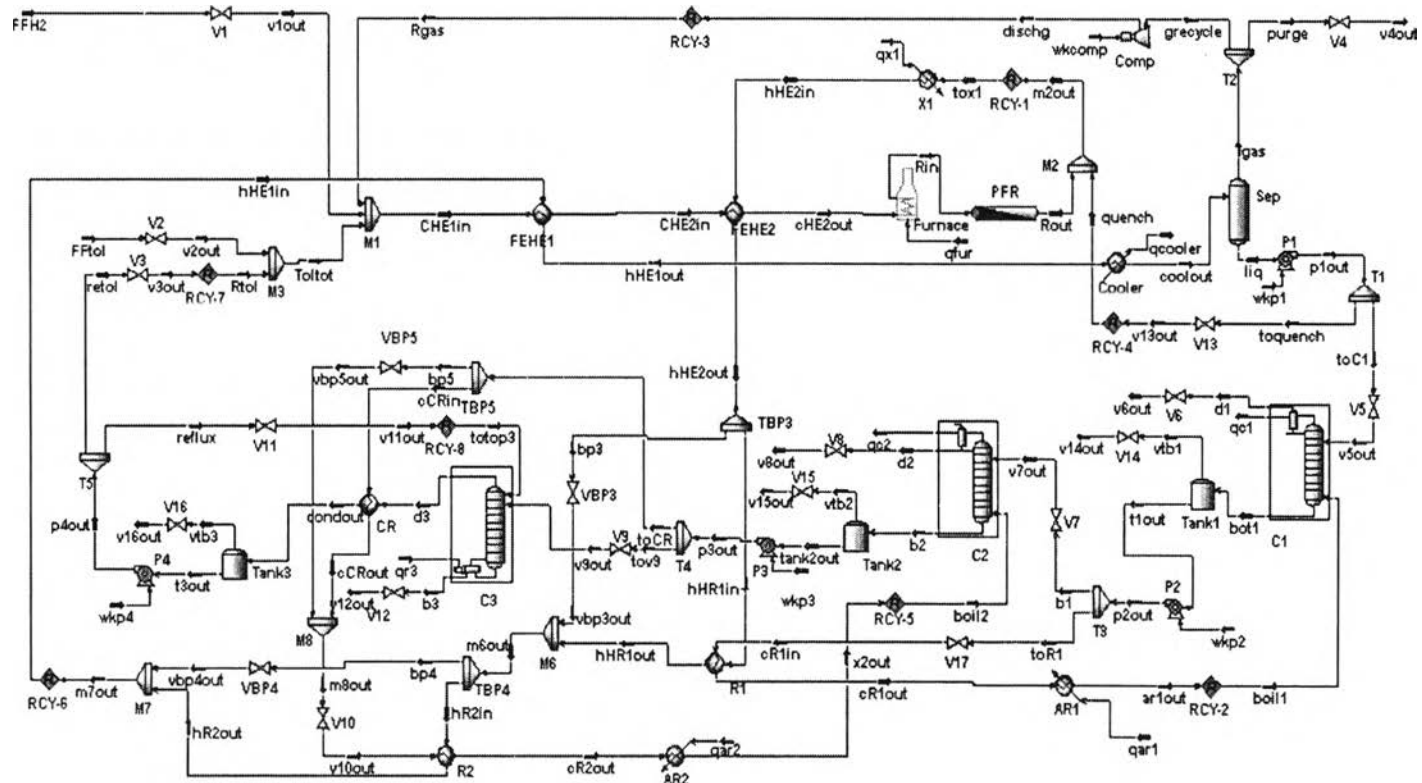 FFH2
V1
v1out
Rgas
RCY-3
dischg
wkcomp
Comp
grecycle
purge
V4
v4out
T2
qx1
hHE2in
X1
tox1
RCY-1
m2out
M2
gas
Sep
hHE1in
Rin
PFR
Furnace
Rout
quench
qfur
V2
FFtol
v2out
V3
retol
v3out
RCY-7
Rtol
M3
Toltot
M1
CHE1in
FEHE1
CHE2in
FEHE2
cHE2out
hHE1out
qcooler
Cooler
coolout
liq
P1
p1out
wkp1
T1
RCY-4
v13out
V13
toquench
toC1
VBP5
vbp5out
bp5
TBP5
cCRin
hHE2out
TBP3
bp3
VBP3
V5
v5out
v6out
V6
d1
qc1
v14out
V14
vtb1
t1out
Tank1
bot1
C1
reflux
V11
v11out
RCY-8
totop3
T5
p4out
V16
v16out
vtb3
P4
t3out
Tank3
wkp4
condout
CR
d3
cCRout
qr3
v12out
V12
b3
C3
V9
v9out
tov9
toCR
T4
p3out
P3
wkp3
tank2out
Tank2
V8
v8out
qc2
d2
V15
v15out
vtb2
b2
C2
v7out
V7
b1
T3
p2out
P2
wkp2
hHR1in
RCY-5
boil2
M8
m8out
V10
v10out
vbp3out
M6
m6out
hHR1out
R1
cR1in
V17
toR1
x2out
cR1out
AR1
ar1out
RCY-2
boil1
qar1
RCY-6
m7out
M7
vbp4out
VBP4
bp4
TBP4
hR2in
hR2out
R2
cR2out
qar2
AR2